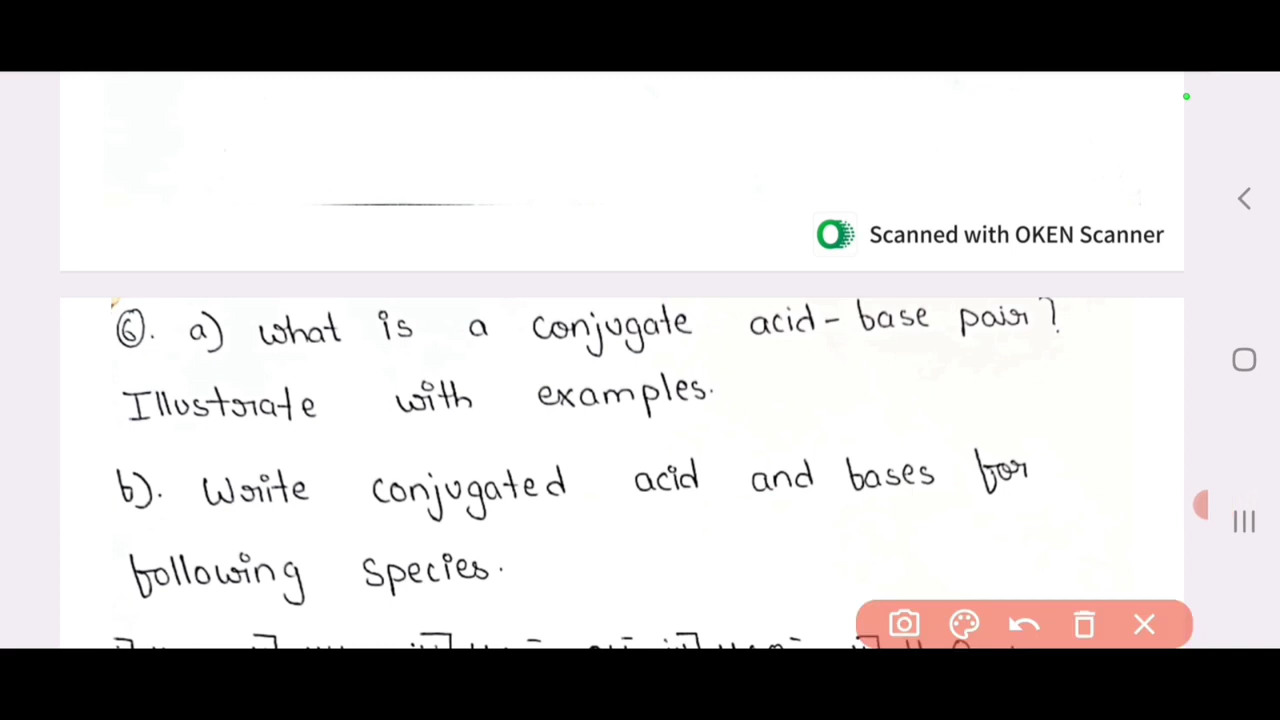 Scanned with OKEN Scanner
⑥. a) what is a conjugate acid-base pair?
Illustrate with examples.
b). Write conjugated acid and bases for
following species.